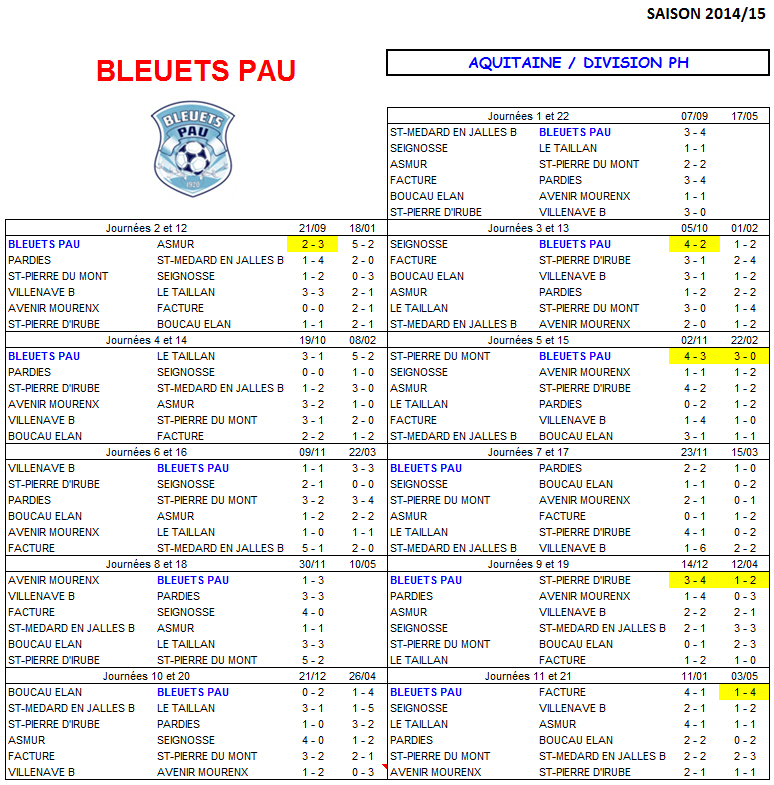 SAISON 2014/15
BLEUETS PAU
AQUITAINE / DIVISION PH
BLEUETS
PAU
1920
Journées 1 et 22 07/09 17/05
ST-MEDARD EN JALLES B BLEUETS PAU 3 - 4
SEIGNOSSE LE TAILLAN 1 - 1
ASMUR ST-PIERRE DU MONT 2 - 2
FACTURE PARDIES 3 - 4
BOUCAU ELAN AVENIR MOURENX 1 - 1
ST-PIERRE D'IRUBE VILLENAVE B 3 - 0
Journées 2 et 12 21/09 18/01
BLEUETS PAU ASMUR 2 - 3 5 - 2
PARDIES ST-MEDARD EN JALLES B 1 - 4 2 - 0
ST-PIERRE DU MONT SEIGNOSSE 1 - 2 0 - 3
VILLENAVE B LE TAILLAN 3 - 3 2 - 1
AVENIR MOURENX FACTURE 0 - 0 2 - 1
ST-PIERRE D'IRUBE BOUCAU ELAN 1 - 1 2 - 1
Journées 3 et 13 05/10 01/02
SEIGNOSSE BLEUETS PAU 4 - 2 1 - 2
FACTURE ST-PIERRE D'IRUBE 3 - 1 2 - 4
BOUCAU ELAN VILLENAVE B 3 - 1 1 - 2
ASMUR PARDIES 1 - 2 2 - 2
LE TAILLAN ST-PIERRE DU MONT 3 - 0 1 - 4
ST-MEDARD EN JALLES B AVENIR MOURENX 2 - 0 1 - 2
Journées 4 et 14 19/10 08/02
BLEUETS PAU LE TAILLAN 3 - 1 5 - 2
PARDIES SEIGNOSSE 0 - 0 1 - 0
ST-PIERRE D'IRUBE ST-MEDARD EN JALLES B 1 - 2 3 - 0
AVENIR MOURENX ASMUR 3 - 2 1 - 0
VILLENAVE B ST-PIERRE DU MONT 3 - 1 2 - 0
BOUCAU ELAN FACTURE 2 - 2 1 - 2
Journées 5 et 15 02/11 22/02
ST-PIERRE DU MONT BLEUETS PAU 4 - 3 3 - 0
SEIGNOSSE AVENIR MOURENX 1 - 1 1 - 2
ST-PIERRE D'IRUBE ASMUR 4 - 2 1 - 2
LE TAILLAN PARDIES 0 - 2 1 - 2
FACTURE VILLENAVE B 1 - 4 1 - 0
ST-MEDARD EN JALLES B BOUCAU ELAN 3 - 1 1 - 1
Journées 6 et 16 09/11 22/03
VILLENAVE B BLEUETS PAU 1 - 1 3 - 3
ST-PIERRE D'IRUBE SEIGNOSSE 2 - 1 0 - 0
PARDIES ST-PIERRE DU MONT 3 - 2 3 - 4
BOUCAU ELAN ASMUR 1 - 2 2 - 2
AVENIR MOURENX LE TAILLAN 1 - 0 1 - 1
FACTURE ST-MEDARD EN JALLES B 5 - 1 2 - 0
Journées 7 et 17 23/11 15/03
BLEUETS PAU PARDIES 2 - 2 1 - 0
SEIGNOSSE BOUCAU ELAN 1 - 1 0 - 2
ST-PIERRE DU MONT AVENIR MOURENX 2 - 1 0 - 1
ASMUR FACTURE 0 - 1 1 - 2
LE TAILLAN ST-PIERRE D'IRUBE 4 - 1 0 - 2
ST-MEDARD EN JALLES B VILLENAVE B 1 - 6 2 - 2
Journées 8 et 18 30/11 10/05
AVENIR MOURENX BLEUETS PAU 1 - 3
VILLENAVE B PARDIES 3 - 3
FACTURE SEIGNOSSE 4 - 0
ST-MEDARD EN JALLES B ASMUR 1 - 1
BOUCAU ELAN LE TAILLAN 3 - 3
ST-PIERRE D'IRUBE ST-PIERRE DU MONT 5 - 2
Journées 9 et 19 14/12 12/04
BLEUETS PAU ST-PIERRE D'IRUBE 3 - 4 1 - 2
PARDIES AVENIR MOURENX 1 - 4 0 - 3
ASMUR VILLENAVE B 2 - 2 2 - 1
SEIGNOSSE ST-MEDARD EN JALLES B 2 - 1 3 - 3
ST-PIERRE DU MONT BOUCAU ELAN 0 - 1 2 - 3
LE TAILLAN FACTURE 1 - 2 1 - 0
Journées 10 et 20 21/12 26/04
BOUCAU ELAN BLEUETS PAU 0 - 2 1 - 4
ST-MEDARD EN JALLES B LE TAILLAN 3 - 1 1 - 5
ST-PIERRE D'IRUBE PARDIES 1 - 0 3 - 2
ASMUR SEIGNOSSE 4 - 0 1 - 2
FACTURE ST-PIERRE DU MONT 3 - 2 2 - 1
VILLENAVE B AVENIR MOURENX 1 - 2 0 - 3
Journées 11 et 21 11/01 03/05
BLEUETS PAU FACTURE 4 - 1 1 - 4
SEIGNOSSE VILLENAVE B 2 - 1 1 - 2
LE TAILLAN ASMUR 4 - 1 1 - 1
PARDIES BOUCAU ELAN 2 - 2 0 - 2
ST-PIERRE DU MONT ST-MEDARD EN JALLES B 2 - 2 2 - 3
AVENIR MOURENX ST-PIERRE D'IRUBE 2 - 1 1 - 1